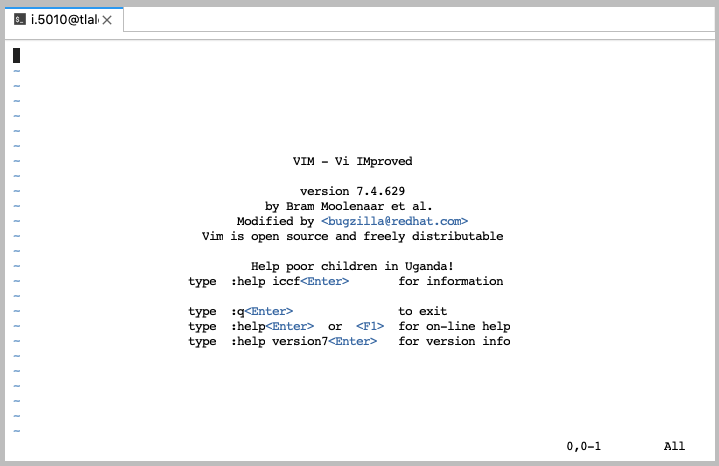 i.5010@tlal
~
~
~
~
~
~
VIM - Vi IMproved
~
~
version 7.4.629
~
by Bram Moolenaar et al.
~
Modified by <bugzilla@redhat.com>
~
Vim is open source and freely distributable
~
~
Help poor children in Uganda!
~
type :help iccf<Enter> for information
~
~
type :q<Enter> to exit
~
type :help<Enter> or <F1> for on-line help
~
type :help version7<Enter> for version info
~
~
~
~
~
~
0,0-1 All